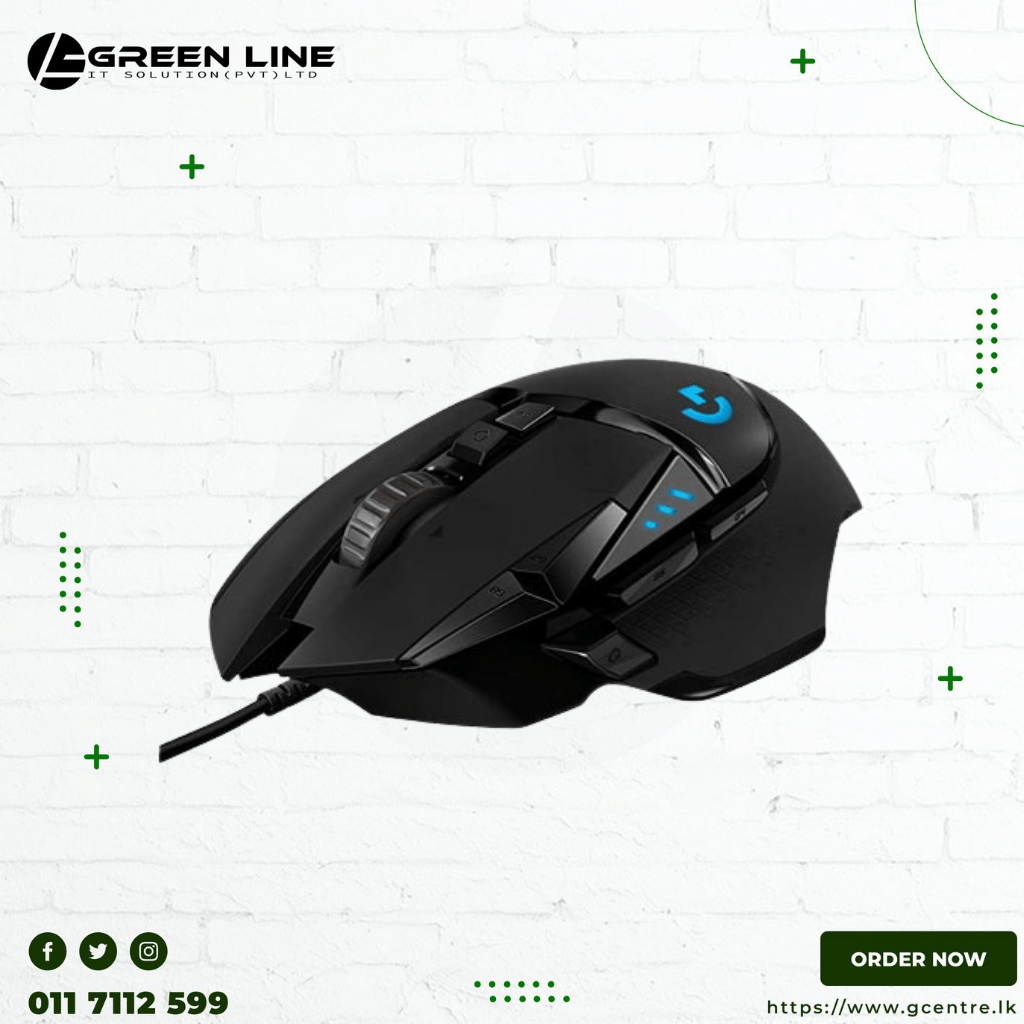 GREEN LINE
IT SOLUTION(PVT)LTD
011 7112 599
ORDER NOW
https://www.gcentre.lk